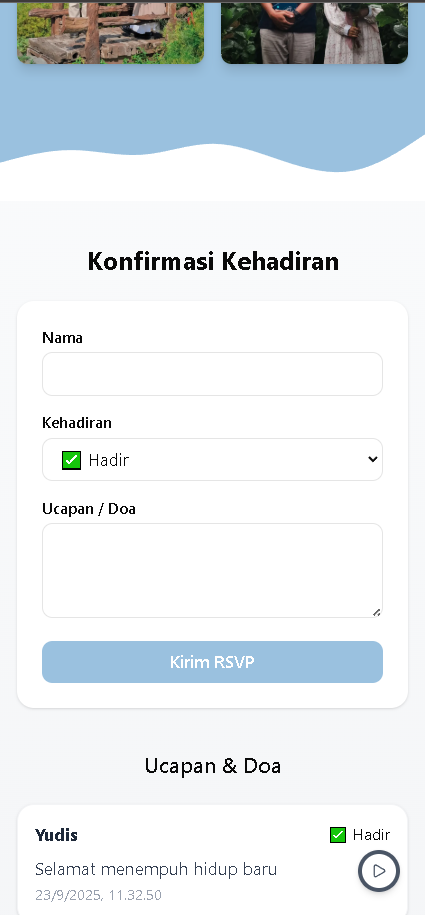 Konfirmasi Kehadiran
Nama
Kehadiran
✅ Hadir
Ucapan / Doa
Kirim RSVP
Ucapan & Doa
Yudis
✅ Hadir
Selamat menempuh hidup baru
23/9/2025, 11.32.50